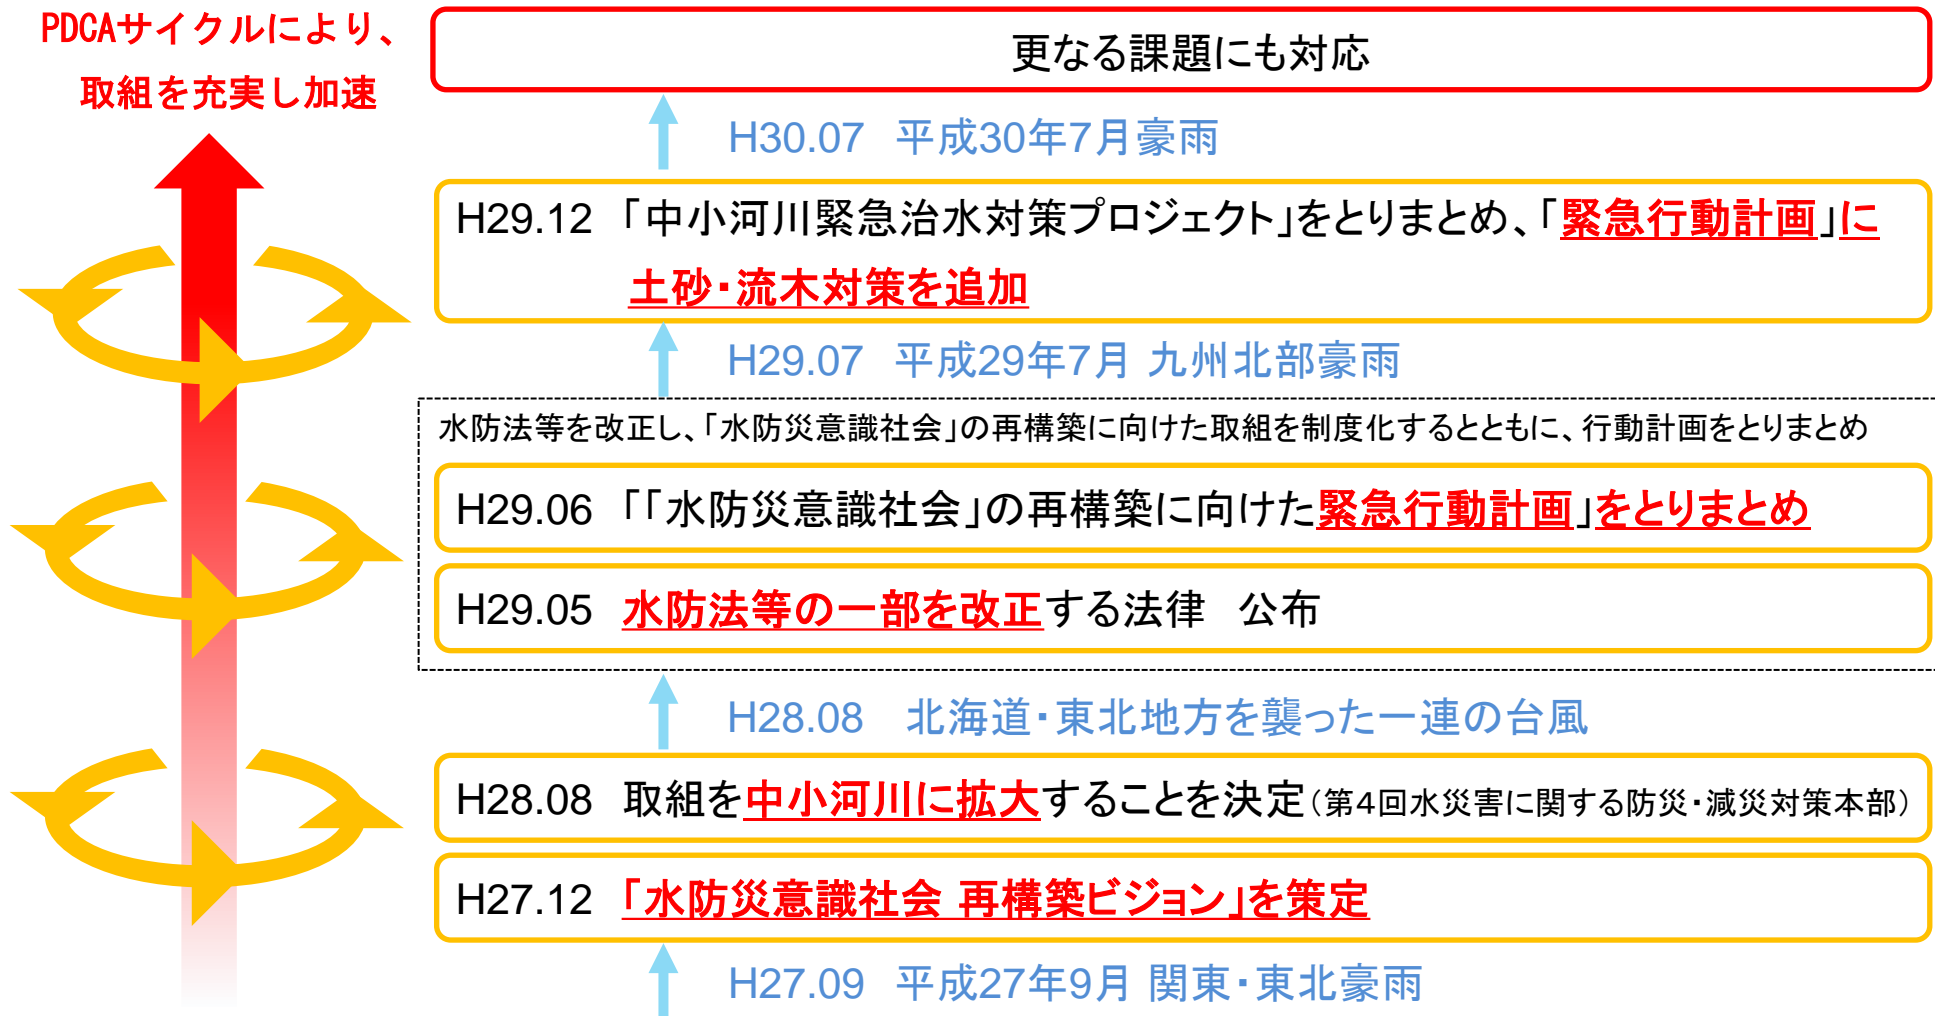 PDCAサイクルにより、
取組を充実し加速
更なる課題にも対応
H30.07 平成30年7月豪雨
H29.12 「中小河川緊急治水対策プロジェクト」をとりまとめ、「緊急行動計画」に
土砂・流木対策を追加
H29.07 平成29年7月 九州北部豪雨
水防法等を改正し、「水防災意識社会」の再構築に向けた取組を制度化するとともに、行動計画をとりまとめ
H29.06 「「水防災意識社会」の再構築に向けた緊急行動計画」をとりまとめ
H29.05 水防法等の一部を改正する法律 公布
H28.08 北海道・東北地方を襲った一連の台風
H28.08 取組を中小河川に拡大することを決定(第4回水災害に関する防災・減災対策本部)
H27.12 「水防災意識社会 再構築ビジョン」を策定
H27.09 平成27年9月 関東・東北豪雨